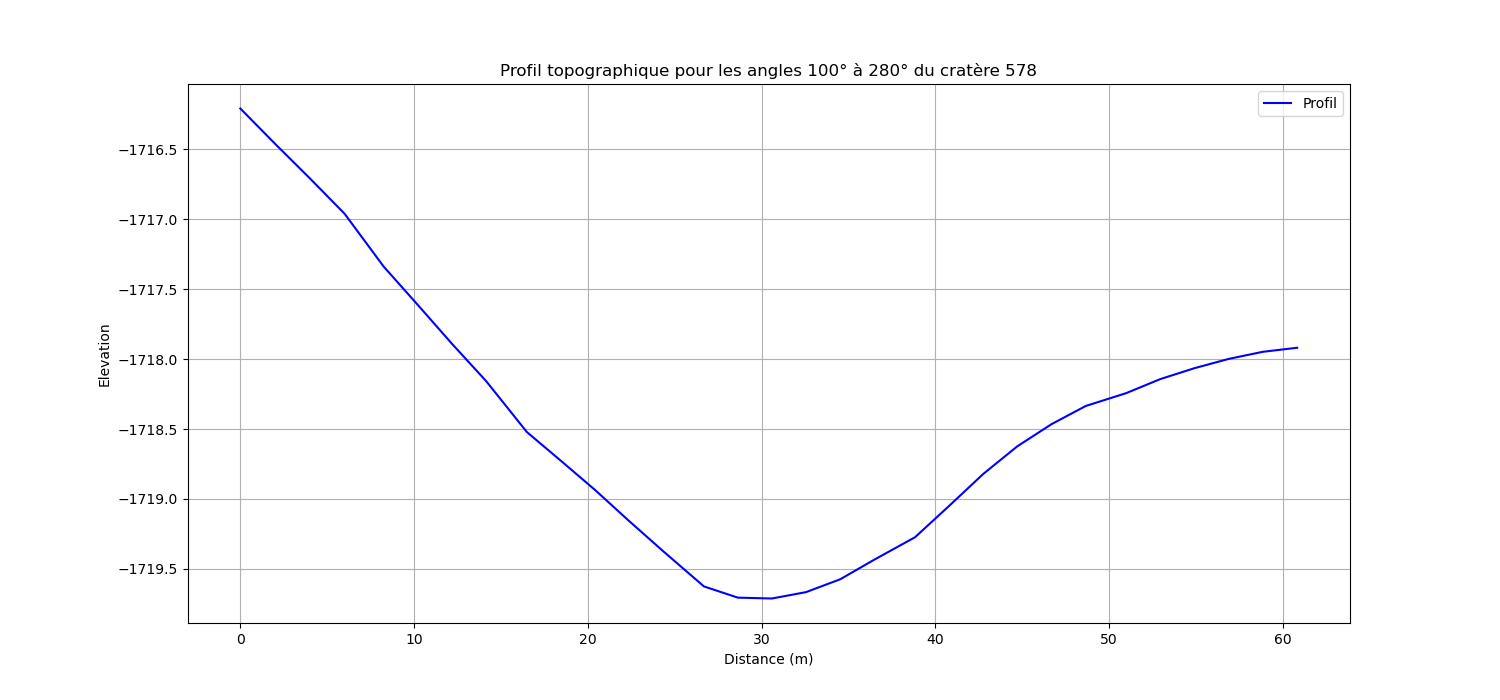 Profil topographique pour les angles 100° à 280° du cratère 578
Profil
−1716.5
−1717.0
−1717.5
−1718.0
−1718.5
−1719.0
−1719.5
Elevation
0 10 20 30 40 50 60
Distance (m)